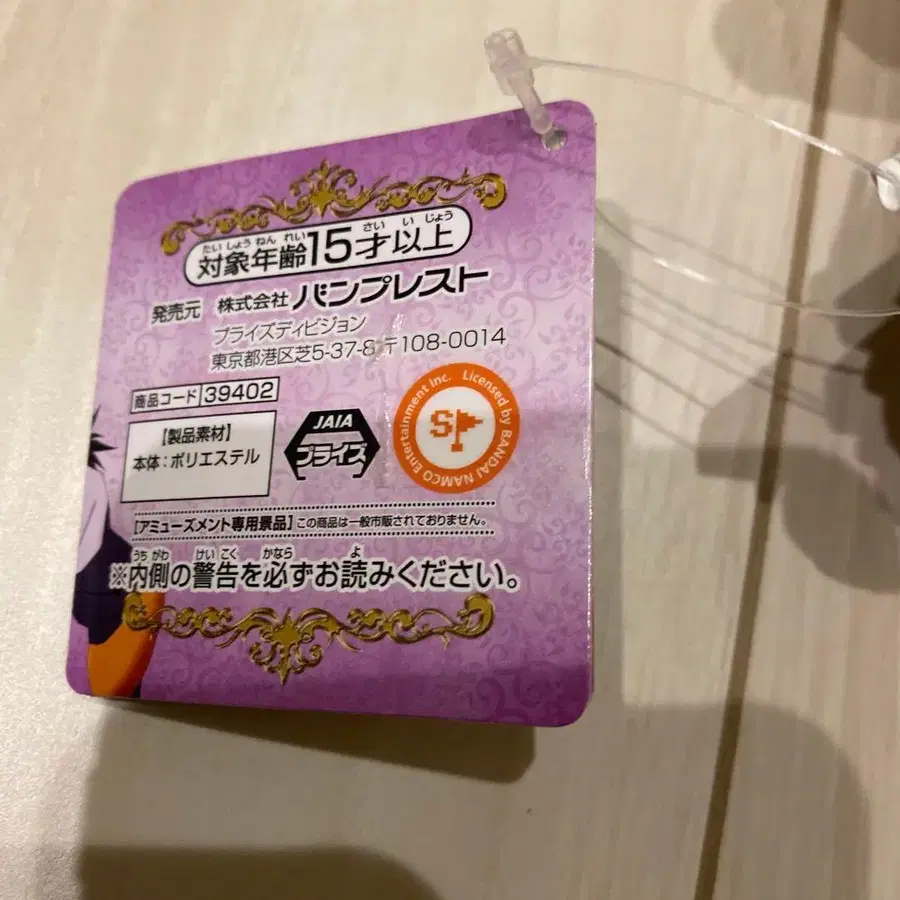 たいしょうねんれい さい いじょう
対象年齢15才以上
発売元 株式会社 バンプレスト
プライズディビジョン
東京都港区芝5-37-8 〒108-0014
商品コード 39402
【製品素材】
本体:ポリエステル
JAIA
プライズ
Licensed by BANDAI NAMCO Entertainment Inc.
SP
【アミューズメント専用景品】この商品は一般市販されておりません。
うちがわ けいこく かなら よ
※内側の警告を必ずお読みください。